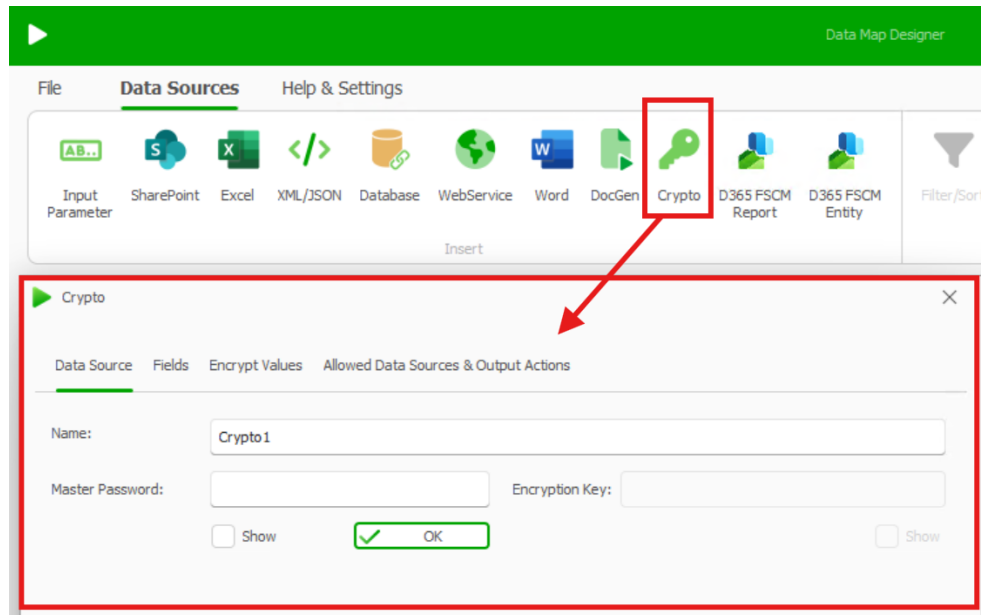 Data Map Designer
File Data Sources Help & Settings
AB.. S X </> W
Input Parameter SharePoint Excel XML/JSON Database WebService Word DocGen Crypto D365 FSCM Report D365 FSCM Entity Filter/Sort
Insert
Crypto
Data Source Fields Encrypt Values Allowed Data Sources & Output Actions
Name: Crypto1
Master Password: Encryption Key:
Show OK Show